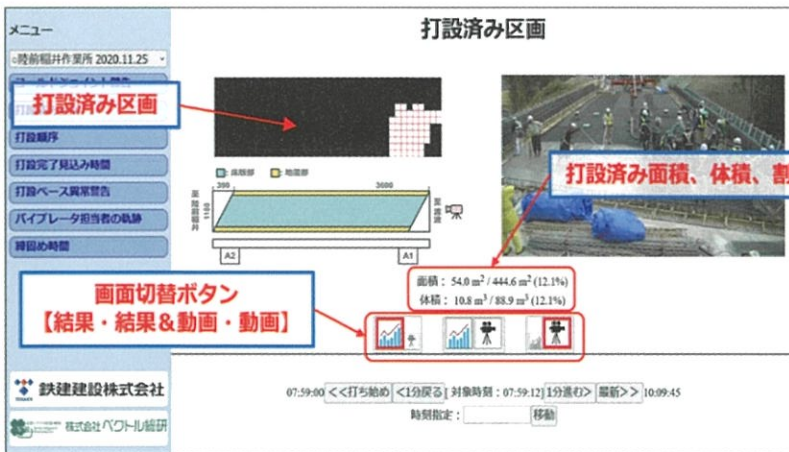 メニュー
○陸前稲井作業所 2020.11.25
打設済み区画
打設順序
打設完了見込み時間
打設ペース異常警告
バイブレータ担当者の軌跡
締固め時間
画面切替ボタン
【結果・結果&動画・動画】
鉄建建設株式会社
株式会社ベクトル総研
打設済み区画
:床版部 :地覆部
200 3600
至陸前稲井
1100
至渡波
A2 A1
打設済み面積、体積、割
面積: 54.0 m² / 444.6 m² (12.1%)
体積: 10.8 m³ / 88.9 m³ (12.1%)
07:59:00 <<打ち始め <1分戻る [ 対象時刻: 07:59:12] 1分進む> 最新>> 10:09:45
時刻指定: 移動